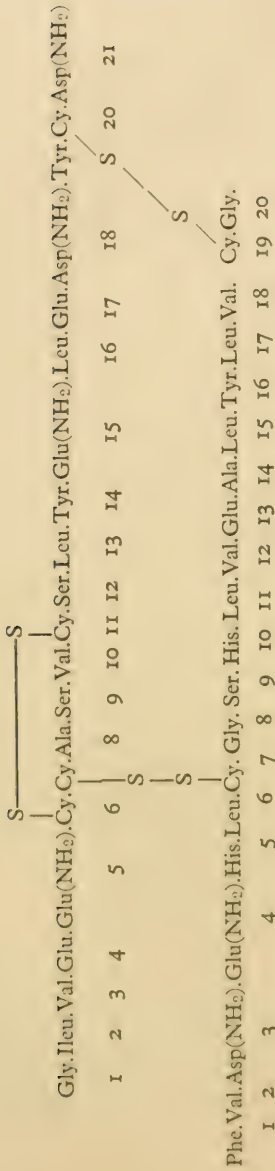 S S
Gly.Ileu.Val.Glu.Glu(NH₂).Cy.Cy.Ala.Ser.Val.Cy.Ser.Leu.Tyr.Glu(NH₂).Leu.Glu.Asp(NH₂).Tyr.Cy.Asp(NH₂)
1 2 3 4 5 6 8 9 10 11 12 13 14 15 16 17 18 20 21
S
S
S
S
Phe.Val.Asp(NH₂).Glu(NH₂).His.Leu.Cy. Gly. Ser. His. Leu.Val.Glu.Ala.Leu.Tyr.Leu.Val. Cy.Gly.
1 2 3 4 5 6 7 8 9 10 11 12 13 14 15 16 17 18 19 20